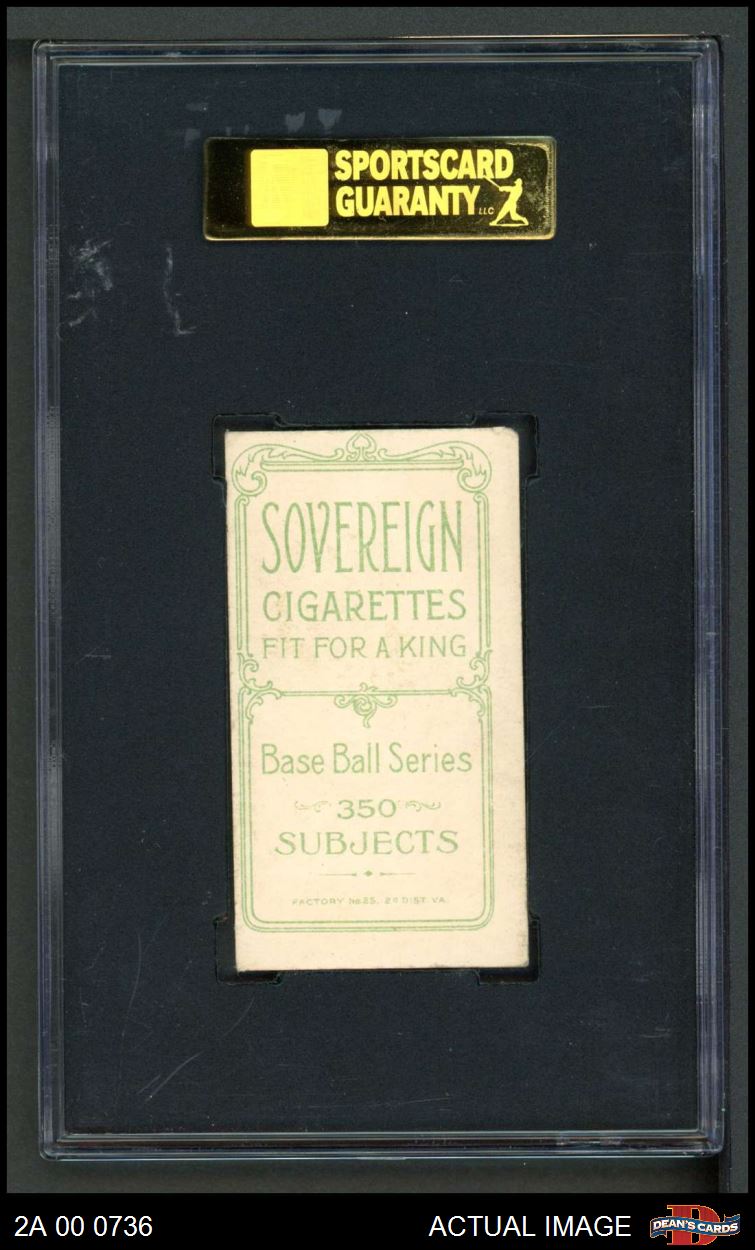 SPORTSCARD
GUARANTY LLC
SOVEREIGN
CIGARETTES
FIT FOR A KING
Base Ball Series
350
SUBJECTS
FACTORY No 25, 2D DIST. VA.
2A 00 0736
ACTUAL IMAGE
D
DEAN'S CARDS